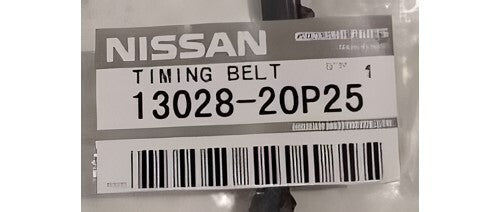 NISSAN
TIMING BELT 1
13028-20P25